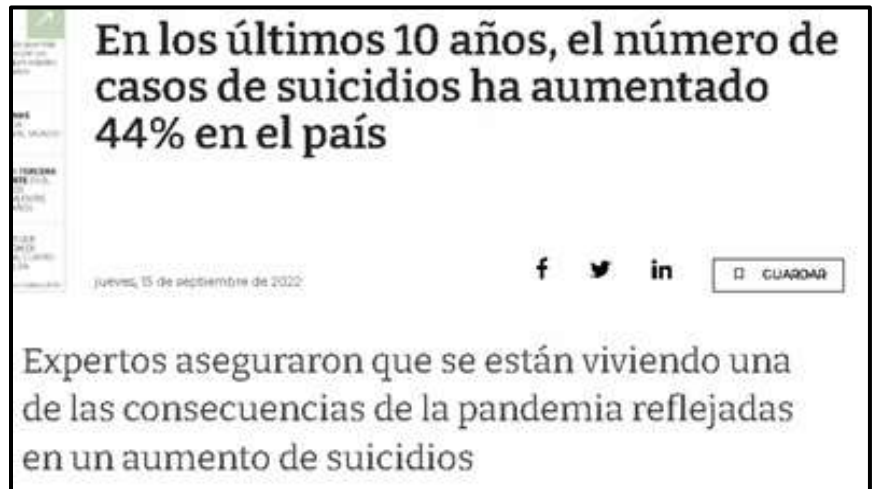 En los últimos 10 años, el número de
casos de suicidios ha aumentado
44% en el país
jueves, 15 de septiembre de 2022
GUARDAR
Expertos aseguraron que se están viviendo una
de las consecuencias de la pandemia reflejadas
en un aumento de suicidios